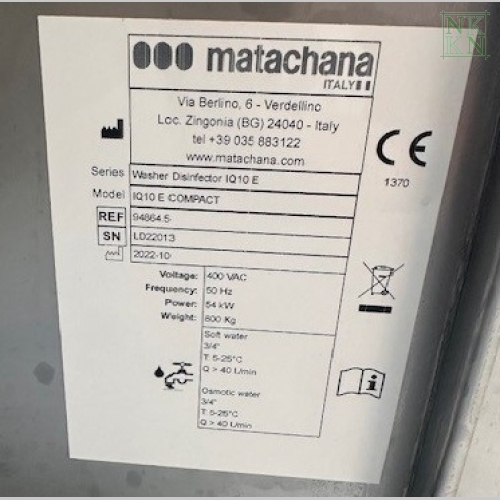 matachana
ITALY
Via Berlino, 6 - Verdellino
Loc. Zingonia (BG) 24040 - Italy
tel +39 035 883122
www.matachana.com
CE
1370
Series Washer Disinfector IQ10 E
Model IQ10 E COMPACT
REF 94864.5
SN LD22013
2022-10
Voltage: 400 VAC
Frequency: 50 Hz
Power: 54 kW
Weight: 800 Kg
Soft water
3/4"
T: 5-25°C
Q > 40 L/min
Osmotic water
3/4"
T: 5-25°C
Q > 40 L/min
NK
KN